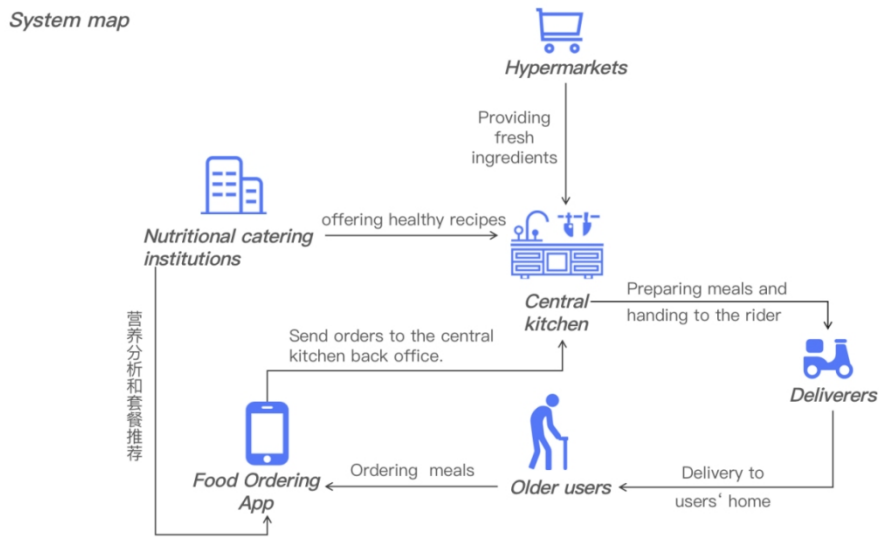 System map
Hypermarkets
Providing
fresh
ingredients
offering healthy recipes
Nutritional catering
institutions
营养分析和套餐推荐
Central
kitchen
Preparing meals and
handing to the rider
Send orders to the central
kitchen back office.
Deliverers
Food Ordering
App
Ordering meals
Older users
Delivery to
users‘ home